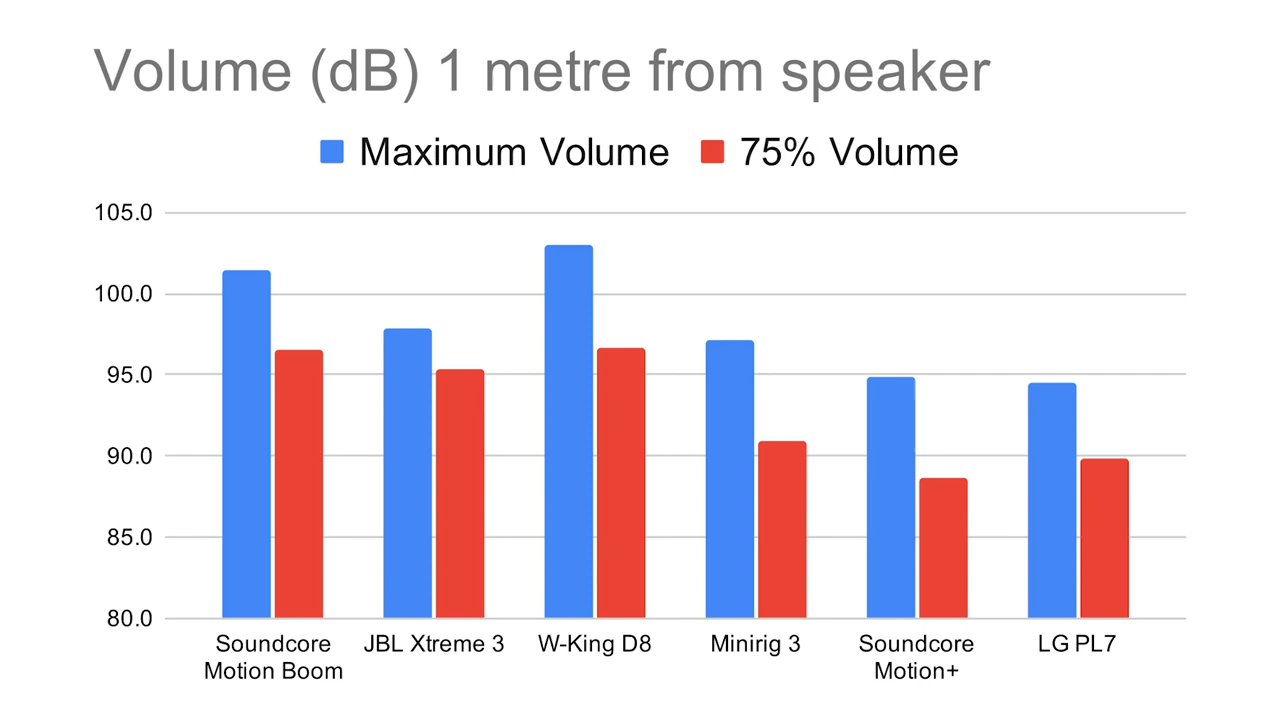 Volume (dB) 1 metre from speaker
Maximum Volume
75% Volume
105.0
100.0
95.0
90.0
85.0
80.0
Soundcore
Motion Boom
JBL Xtreme 3
W-King D8
Minirig 3
Soundcore
Motion+
LG PL7